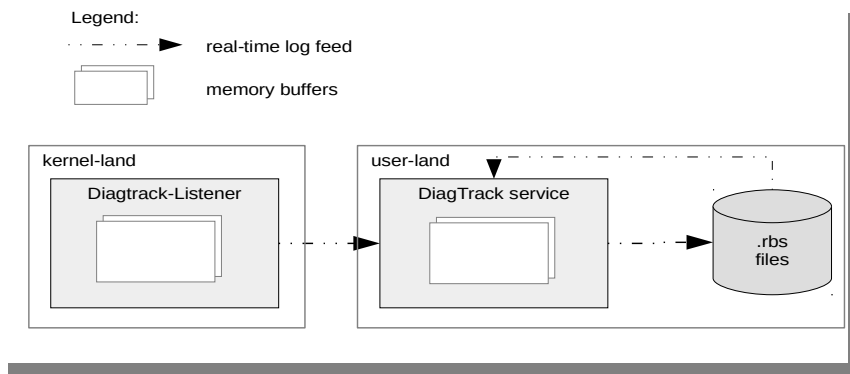 Legend:
real-time log feed
memory buffers
kernel-land
user-land
Diagtrack-Listener
DiagTrack service
.rbs
files